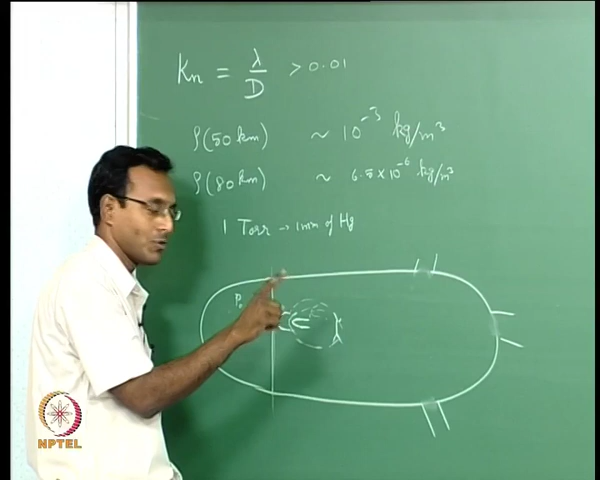 Kn = λ/D > 0.01
ρ(50 km) ~ 10⁻³ kg/m³
ρ(80 km) ~ 6.5×10⁻⁶ kg/m³
1 Torr → 1mm of Hg
P₀
λ
NPTEL